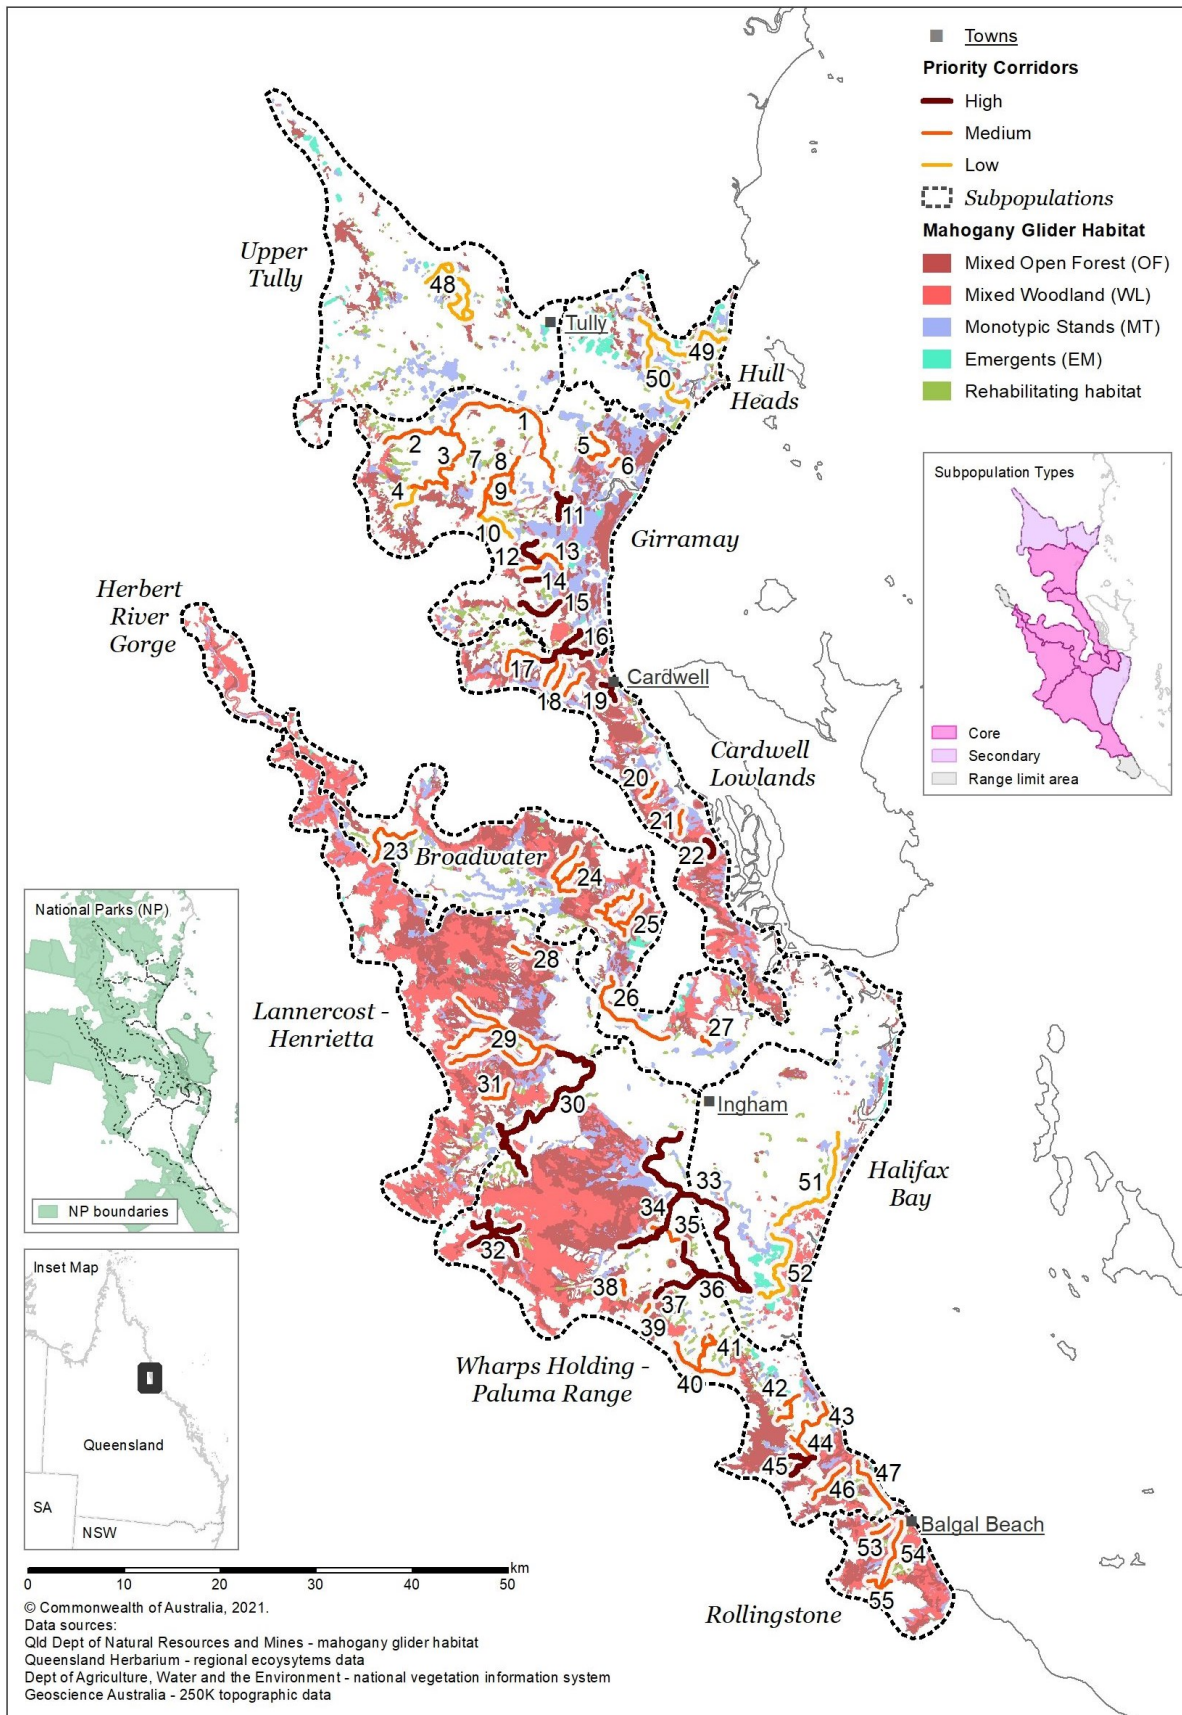 Towns
Priority Corridors
High
Medium
Low
Subpopulations
Mahogany Glider Habitat
Mixed Open Forest (OF)
Mixed Woodland (WL)
Monotypic Stands (MT)
Emergents (EM)
Rehabilitating habitat
Upper
Tully
48
Tully
49
50
Hull
Heads
1
2
3
4
5
6
7
8
9
10
11
12
13
14
15
16
17
18
19
Girramay
Cardwell
Herbert
River
Gorge
Cardwell
Lowlands
20
21
22
23
Broadwater
24
25
26
27
28
Lannercost -
Henrietta
29
30
31
Ingham
32
33
34
35
36
37
38
39
40
41
Halifax
Bay
51
52
Wharps Holding -
Paluma Range
42
43
44
45
46
47
Balgal Beach
53
54
55
Rollingstone
Subpopulation Types
Core
Secondary
Range limit area
National Parks (NP)
NP boundaries
Inset Map
Queensland
SA
NSW
km
0 10 20 30 40 50
© Commonwealth of Australia, 2021.
Data sources:
Qld Dept of Natural Resources and Mines - mahogany glider habitat
Queensland Herbarium - regional ecoysytems data
Dept of Agriculture, Water and the Environment - national vegetation information system
Geoscience Australia - 250K topographic data